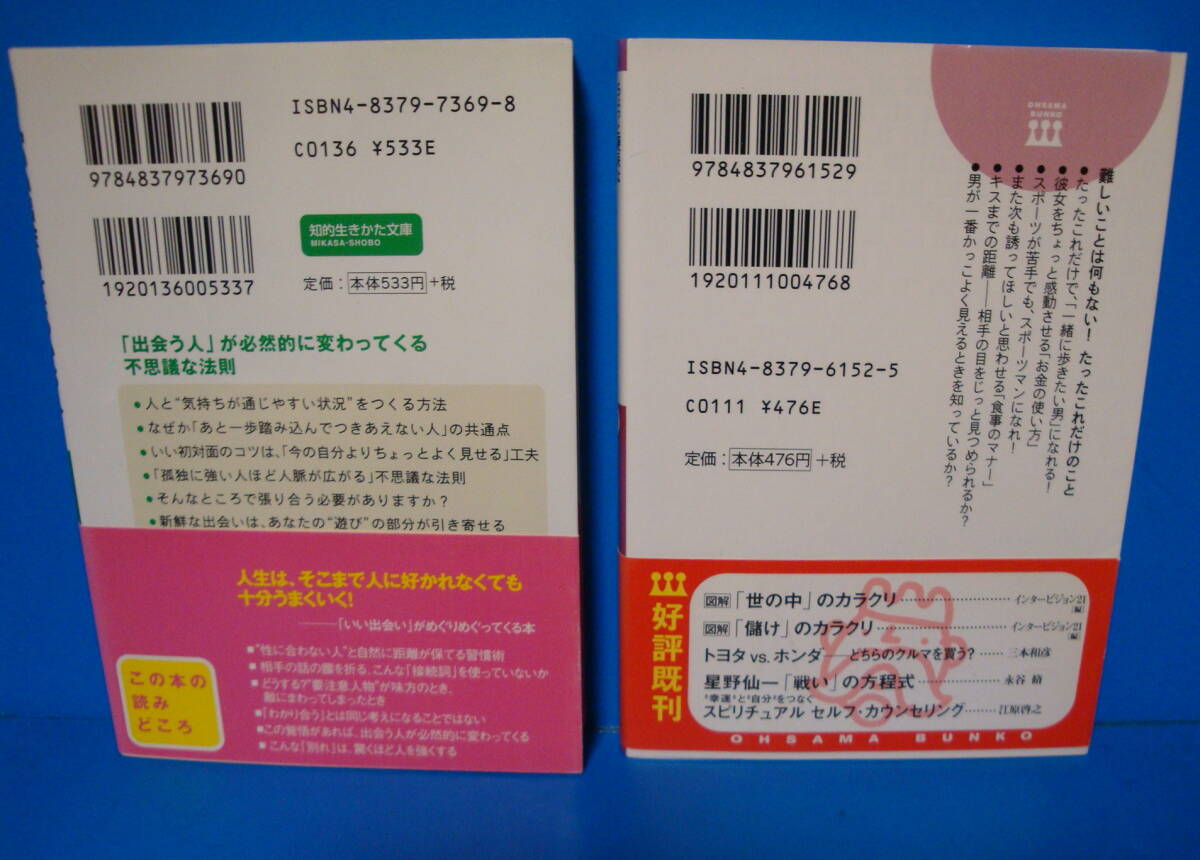 ISBN4-8379-7369-8
C0136 ¥533E
9784837973690
知的生きかた文庫
MIKASA-SHOBO
1920136005337
定価：本体533円+税
「出会う人」が必然的に変わってくる
不思議な法則
●人と“気持ちが通じやすい状況”をつくる方法
●なぜか「あと一歩踏み込んでつきあえない人」の共通点
●いい初対面のコツは、「今の自分よりちょっとよく見せる」工夫
●「孤独に強い人ほど人脈が広がる」不思議な法則
●そんなところで張り合う必要がありますか？
●新鮮な出会いは、あなたの“遊び”の部分が引き寄せる
人生は、そこまで人に好かれなくても
十分うまくいく！
――「いい出会い」がめぐりめぐってくる本
■“性に合わない人”と自然に距離が保てる習慣術
■相手の話の腰を折る、こんな「接続詞」を使っていないか
■どうする？“要注意人物”が味方のとき、
敵にまわってしまったとき
■「わかり合う」とは同じ考えになることではない
■この覚悟があれば、出会う人が必然的に変わってくる
■こんな「別れ」は、驚くほど人を強くする
この本の
読み
どころ
OHSAMA
BUNKO
9784837961529
1920111004768
ISBN4-8379-6152-5
C0111 ¥476E
定価：本体476円+税
難しいことは何もない！ たったこれだけのこと
●たったこれだけで、「一緒に歩きたい男」になれる！
●彼女をちょっと感動させる「お金の使い方」
●スポーツが苦手でも、スポーツマンになれ！
●また次も誘ってほしいと思わせる「食事のマナー」
●キスまでの距離――相手の目をじっと見つめられるか？
●男が一番かっこよく見えるときを知っているか？
好評既刊
図解「世の中」のカラクリ……インタービジョン21 編
図解「儲け」のカラクリ……インタービジョン21 編
トヨタ vs. ホンダ――どちらのクルマを買う？……三本和彦
星野仙一「戦い」の方程式……永谷 脩
“幸運”と“自分”をつなぐ
スピリチュアル セルフ・カウンセリング……江原啓之
OHSAMA BUNKO